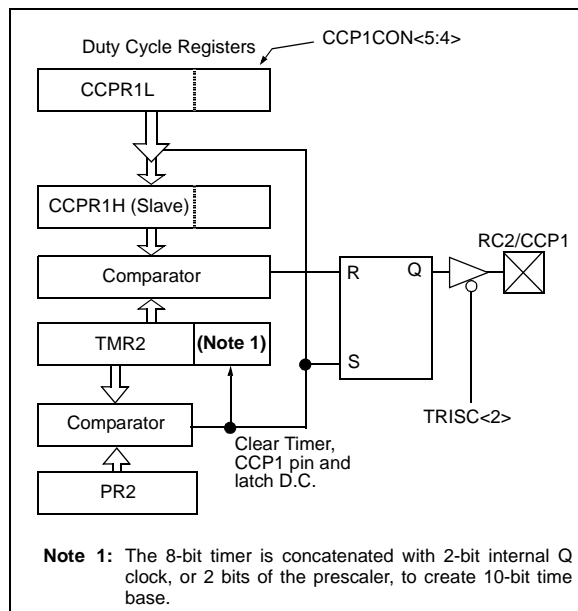 Duty Cycle Registers
CCP1CON<5:4>
CCPR1L
CCPR1H (Slave)
Comparator
R
Q
RC2/CCP1
TMR2
(Note 1)
S
Comparator
TRISC<2>
Clear Timer,
CCP1 pin and
latch D.C.
PR2
Note 1: The 8-bit timer is concatenated with 2-bit internal Q
clock, or 2 bits of the prescaler, to create 10-bit time
base.